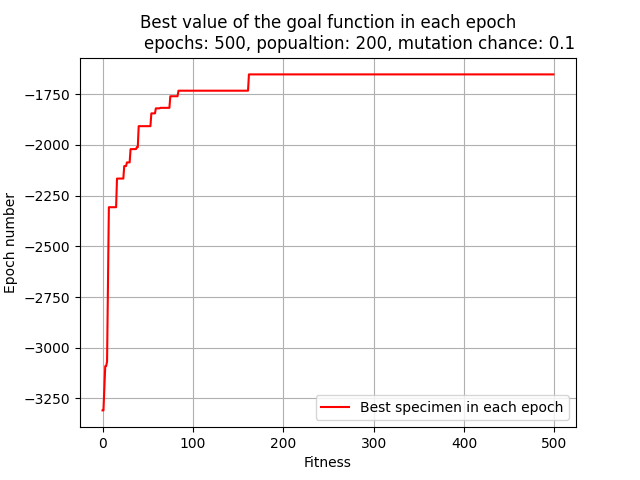 Best value of the goal function in each epoch
epochs: 500, popualtion: 200, mutation chance: 0.1
−1750
−2000
−2250
−2500
−2750
−3000
−3250
Epoch number
Best specimen in each epoch
0 100 200 300 400 500
Fitness